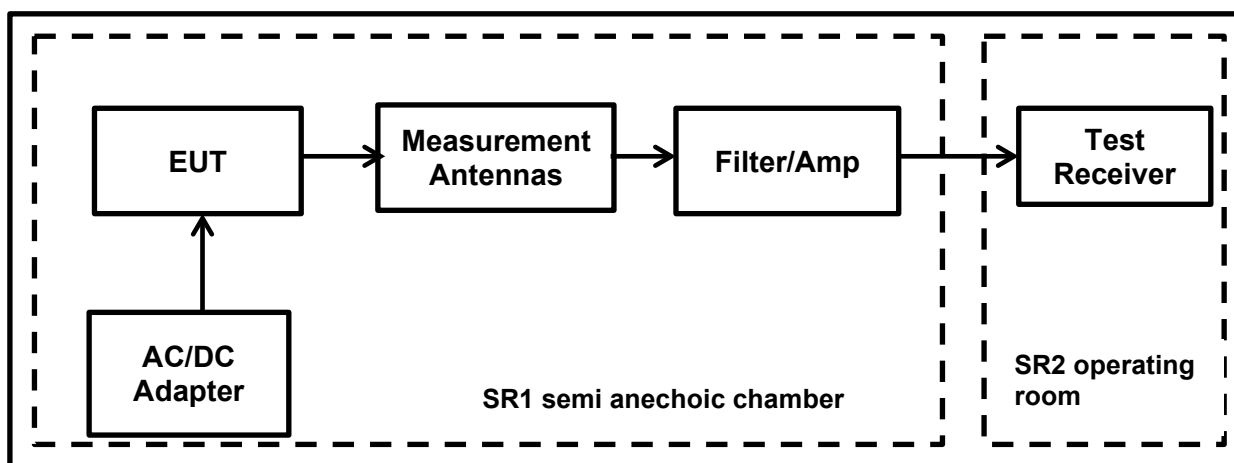 EUT
Measurement
Antennas
Filter/Amp
Test
Receiver
AC/DC
Adapter
SR1 semi anechoic chamber
SR2 operating
room